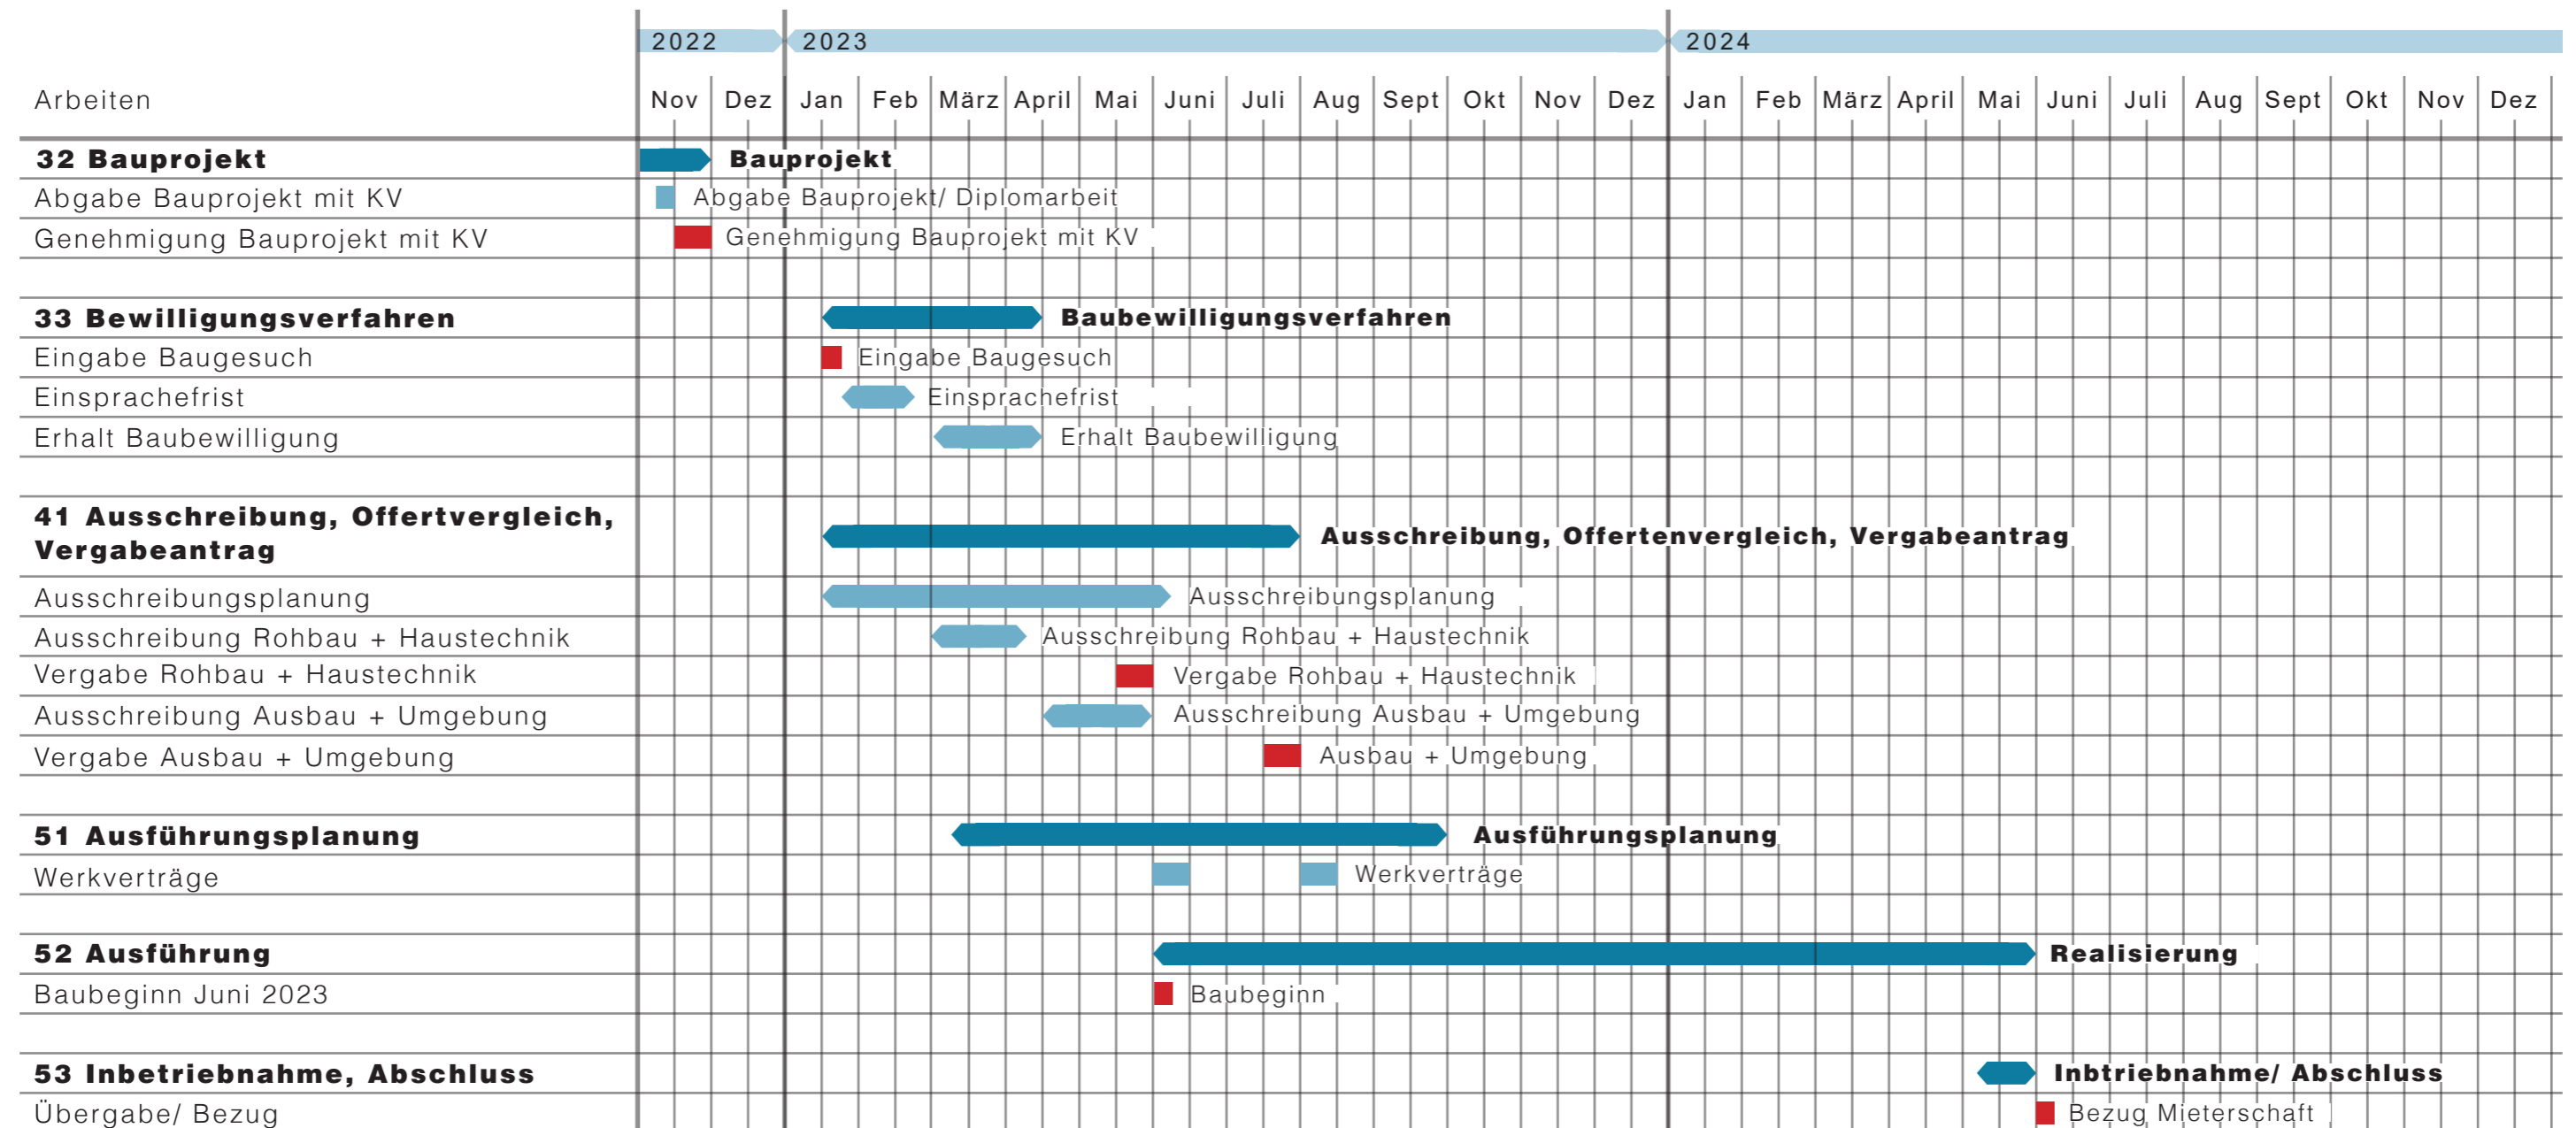 2022 2023 2024
Arbeiten Nov Dez Jan Feb März April Mai Juni Juli Aug Sept Okt Nov Dez Jan Feb März April Mai Juni Juli Aug Sept Okt Nov Dez
32 Bauprojekt Bauprojekt
Abgabe Bauprojekt mit KV Abgabe Bauprojekt/ Diplomarbeit
Genehmigung Bauprojekt mit KV Genehmigung Bauprojekt mit KV
33 Bewilligungsverfahren Baubewilligungsverfahren
Eingabe Baugesuch Eingabe Baugesuch
Einsprachefrist Einsprachefrist
Erhalt Baubewilligung Erhalt Baubewilligung
41 Ausschreibung, Offertvergleich,
Vergabeantrag Ausschreibung, Offertenvergleich, Vergabeantrag
Ausschreibungsplanung Ausschreibungsplanung
Ausschreibung Rohbau + Haustechnik Ausschreibung Rohbau + Haustechnik
Vergabe Rohbau + Haustechnik Vergabe Rohbau + Haustechnik
Ausschreibung Ausbau + Umgebung Ausschreibung Ausbau + Umgebung
Vergabe Ausbau + Umgebung Ausbau + Umgebung
51 Ausführungsplanung Ausführungsplanung
Werkverträge Werkverträge
52 Ausführung Realisierung
Baubeginn Juni 2023 Baubeginn
53 Inbetriebnahme, Abschluss Inbtriebnahme/ Abschluss
Übergabe/ Bezug Bezug Mieterschaft